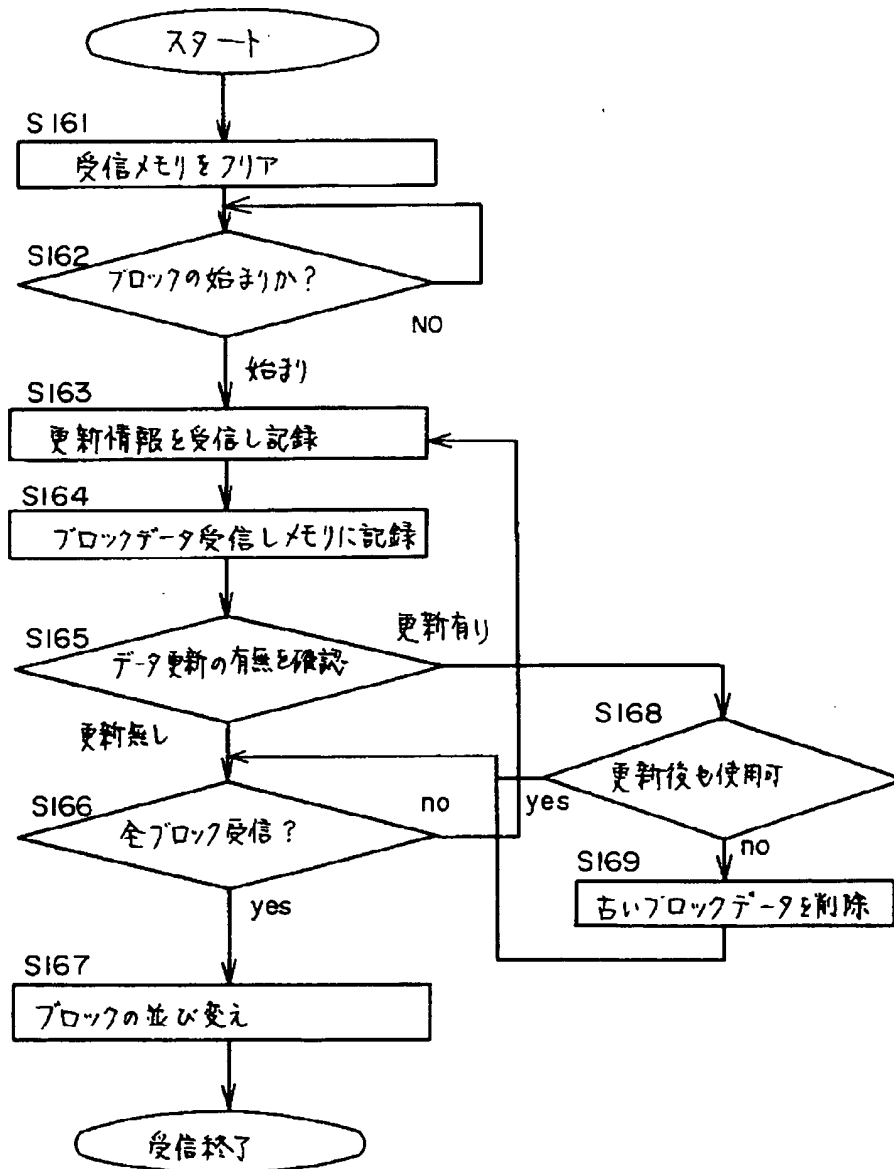 スタート
S161
受信メモリをクリア
S162
ブロックの始まりか?
NO
始まり
S163
更新情報を受信し記録
S164
ブロックデータ受信しメモリに記録
S165
データ更新の有無を確認
更新有り
更新無し
S168
更新後も使用可
yes
no
S166
全ブロック受信?
no
yes
S169
古いブロックデータを削除
S167
ブロックの並び変え
受信終了